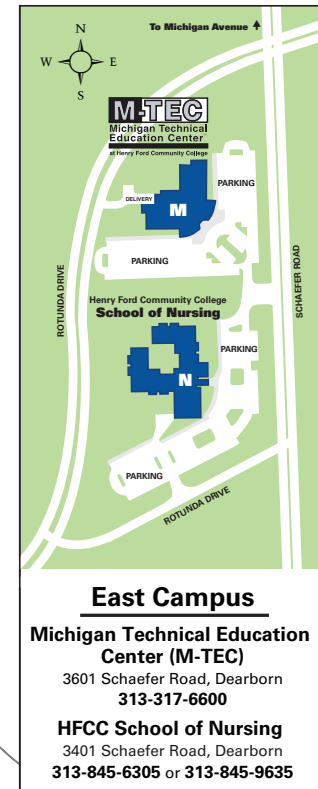 To Michigan Avenue
N
W E
S
M-TEC
Michigan Technical
Education Center
at Henry Ford Community College
PARKING
DELIVERY
M
PARKING
ROTUNDA DRIVE
SCHAEFER ROAD
Henry Ford Community College
School of Nursing
PARKING
N
PARKING
ROTUNDA DRIVE
East Campus
Michigan Technical Education
Center (M-TEC)
3601 Schaefer Road, Dearborn
313-317-6600
HFCC School of Nursing
3401 Schaefer Road, Dearborn
313-845-6305 or 313-845-9635